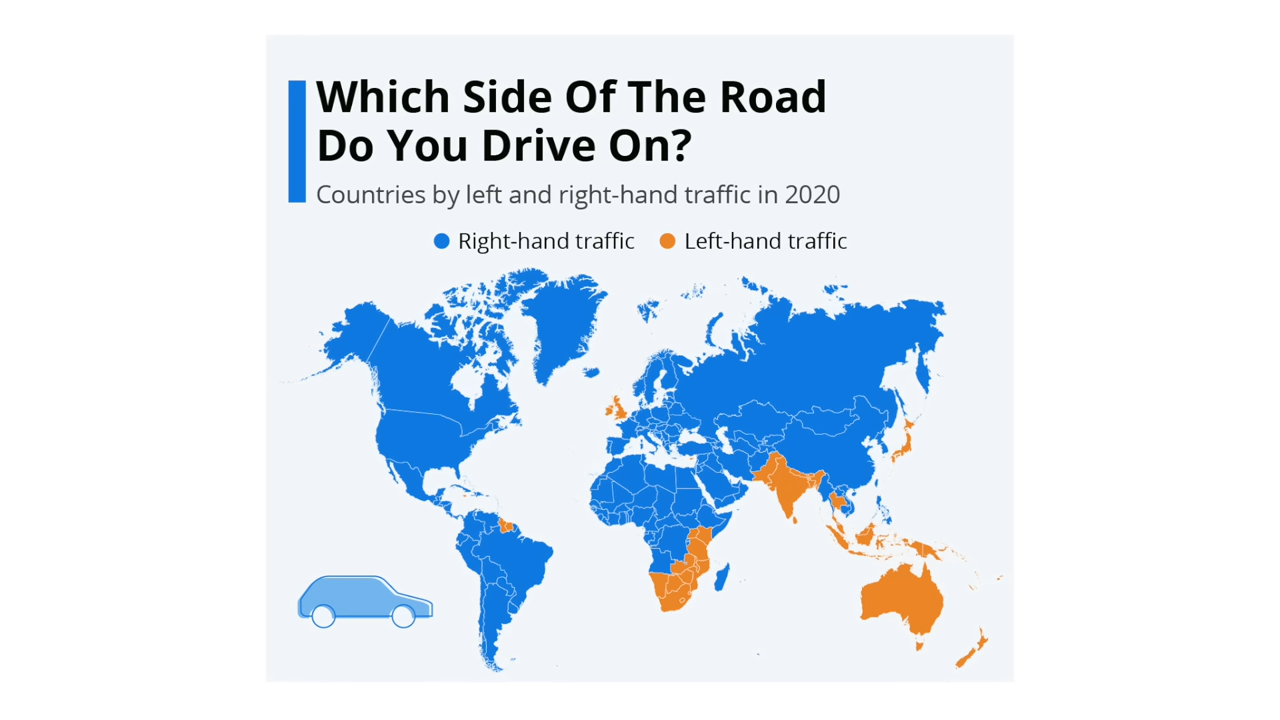 Which Side Of The Road
Do You Drive On?
Countries by left and right-hand traffic in 2020
Right-hand traffic Left-hand traffic